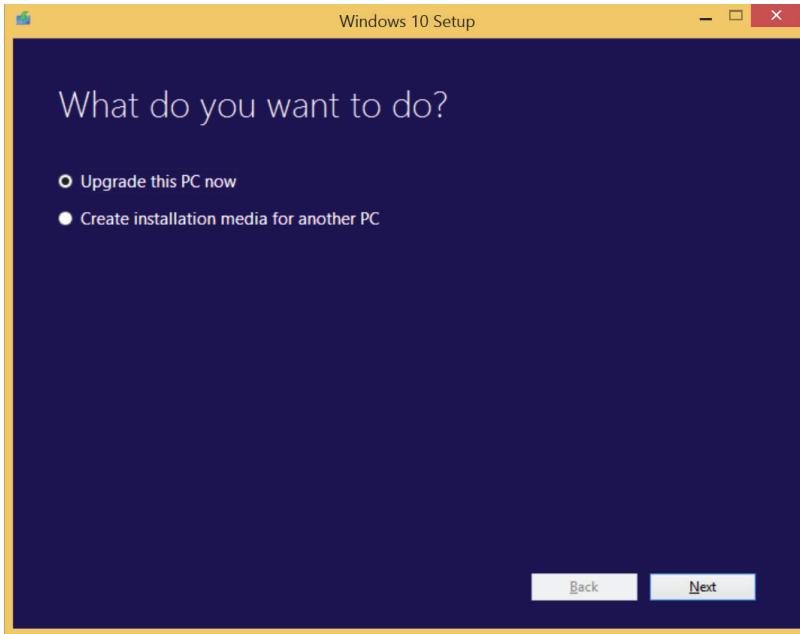 Windows 10 Setup
What do you want to do?
Upgrade this PC now
Create installation media for another PC
Back
Next